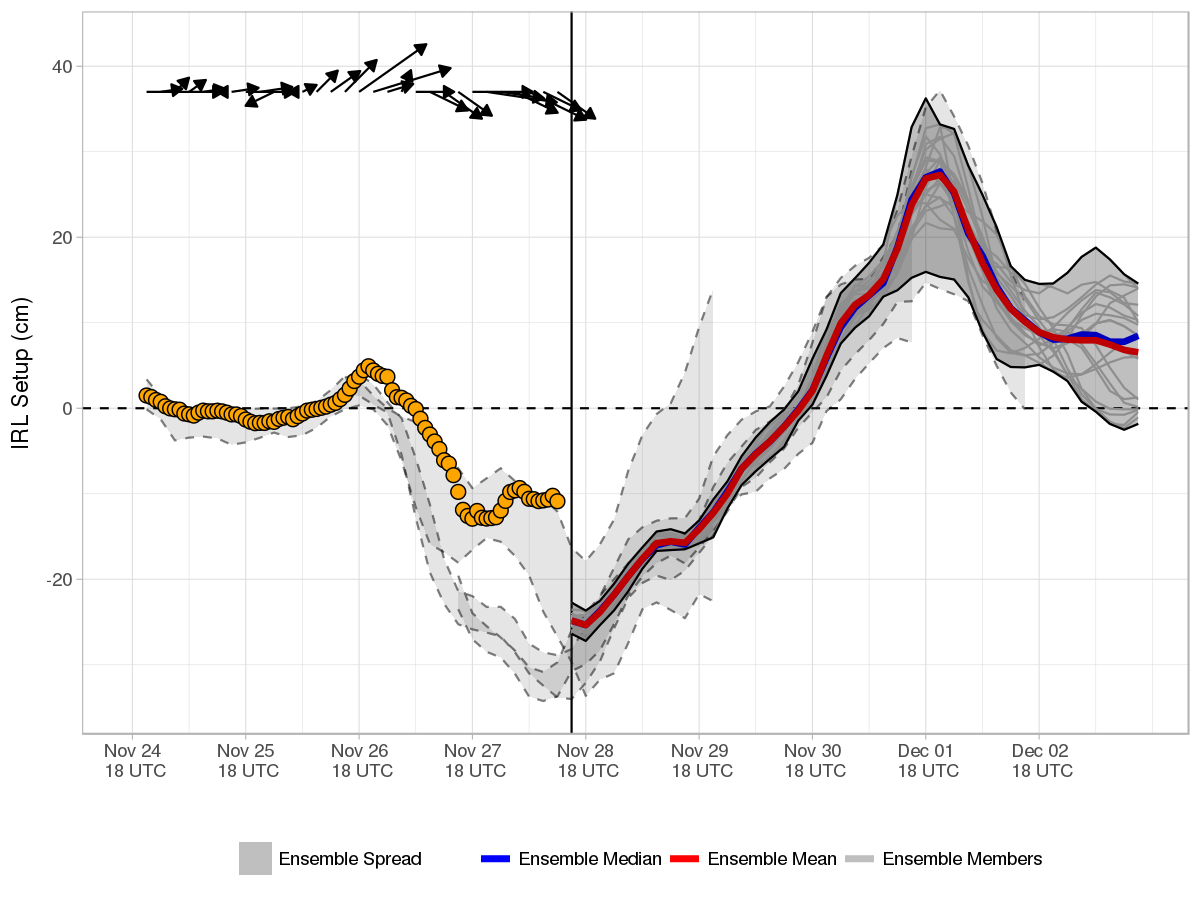 40
20
0
-20
IRL Setup (cm)
Nov 24 Nov 25 Nov 26 Nov 27 Nov 28 Nov 29 Nov 30 Dec 01 Dec 02
18 UTC 18 UTC 18 UTC 18 UTC 18 UTC 18 UTC 18 UTC 18 UTC 18 UTC
Ensemble Spread Ensemble Median Ensemble Mean Ensemble Members